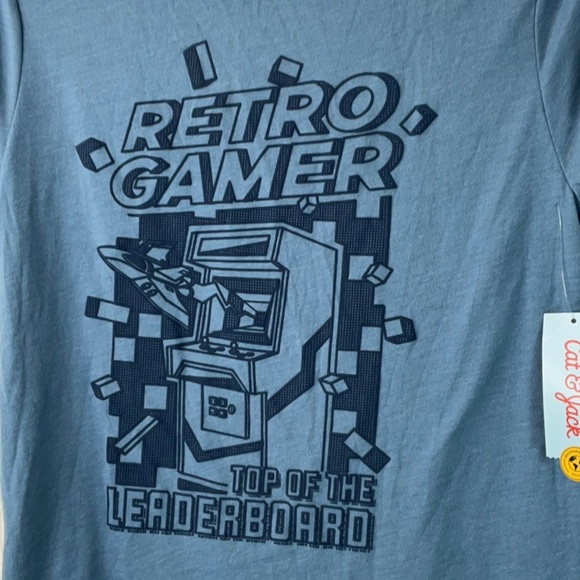 RETRO
GAMER
TOP OF THE
LEADERBOARD
Cat & Jack